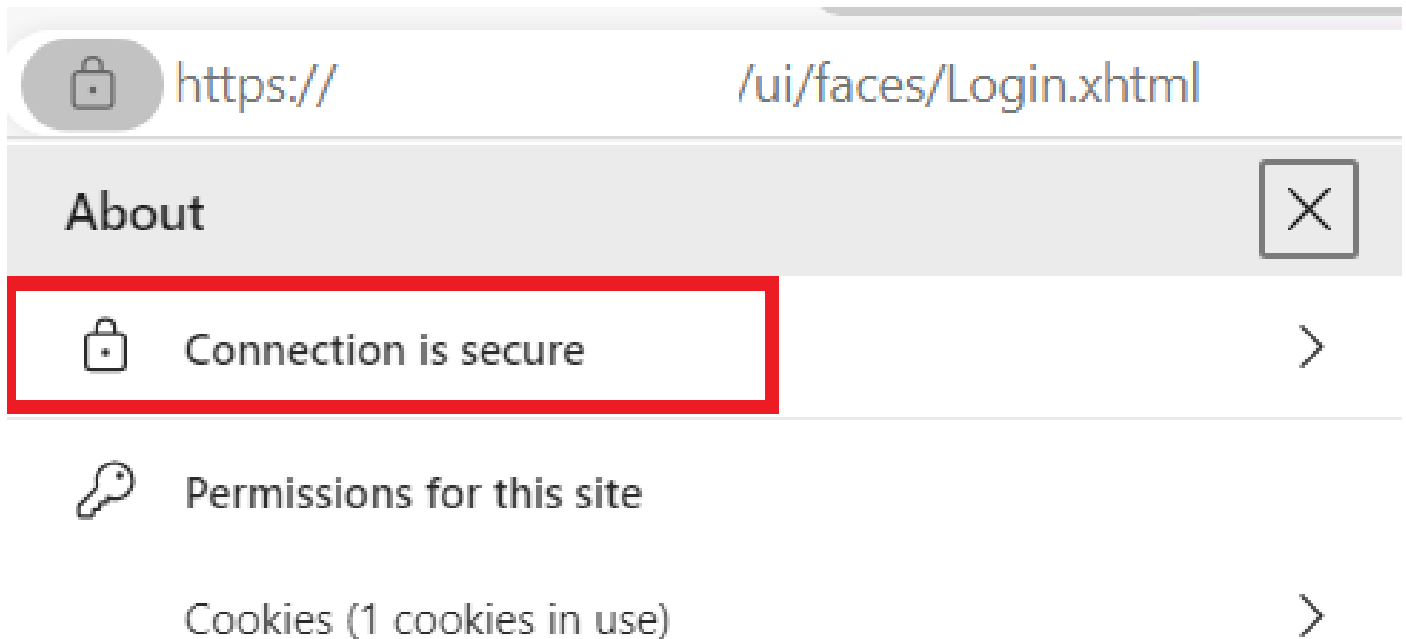 https:// /ui/faces/Login.xhtml
About
Connection is secure
Permissions for this site
Cookies (1 cookies in use)